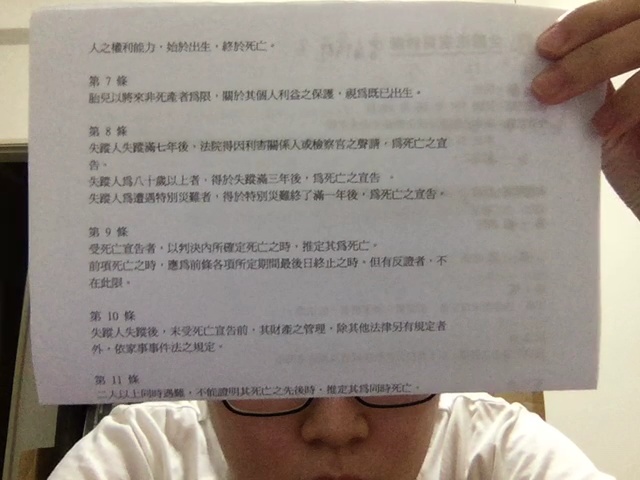 人之權利能力，始於出生，終於死亡。
第 7 條
胎兒以將來非死產者為限，關於其個人利益之保護，視為既已出生。
第 8 條
失蹤人失蹤滿七年後，法院得因利害關係人或檢察官之聲請，為死亡之宣
告。
失蹤人為八十歲以上者，得於失蹤滿三年後，為死亡之宣告 。
失蹤人為遭遇特別災難者，得於特別災難終了滿一年後，為死亡之宣告。
第 9 條
受死亡宣告者，以判決內所確定死亡之時，推定其為死亡。
前項死亡之時，應為前條各項所定期間最後日終止之時。但有反證者，不
在此限。
第 10 條
失蹤人失蹤後，未受死亡宣告前，其財產之管理，除其他法律另有規定者
外，依家事事件法之規定。
第 11 條
二人以上同時遇難，不能證明其死亡之先後時，推定其為同時死亡。